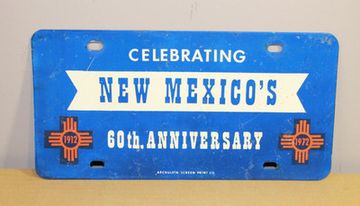 CELEBRATING
NEW MEXICO'S
60th. ANNIVERSARY
1912
1972
ARCHULETA SCREEN PRINT CO.